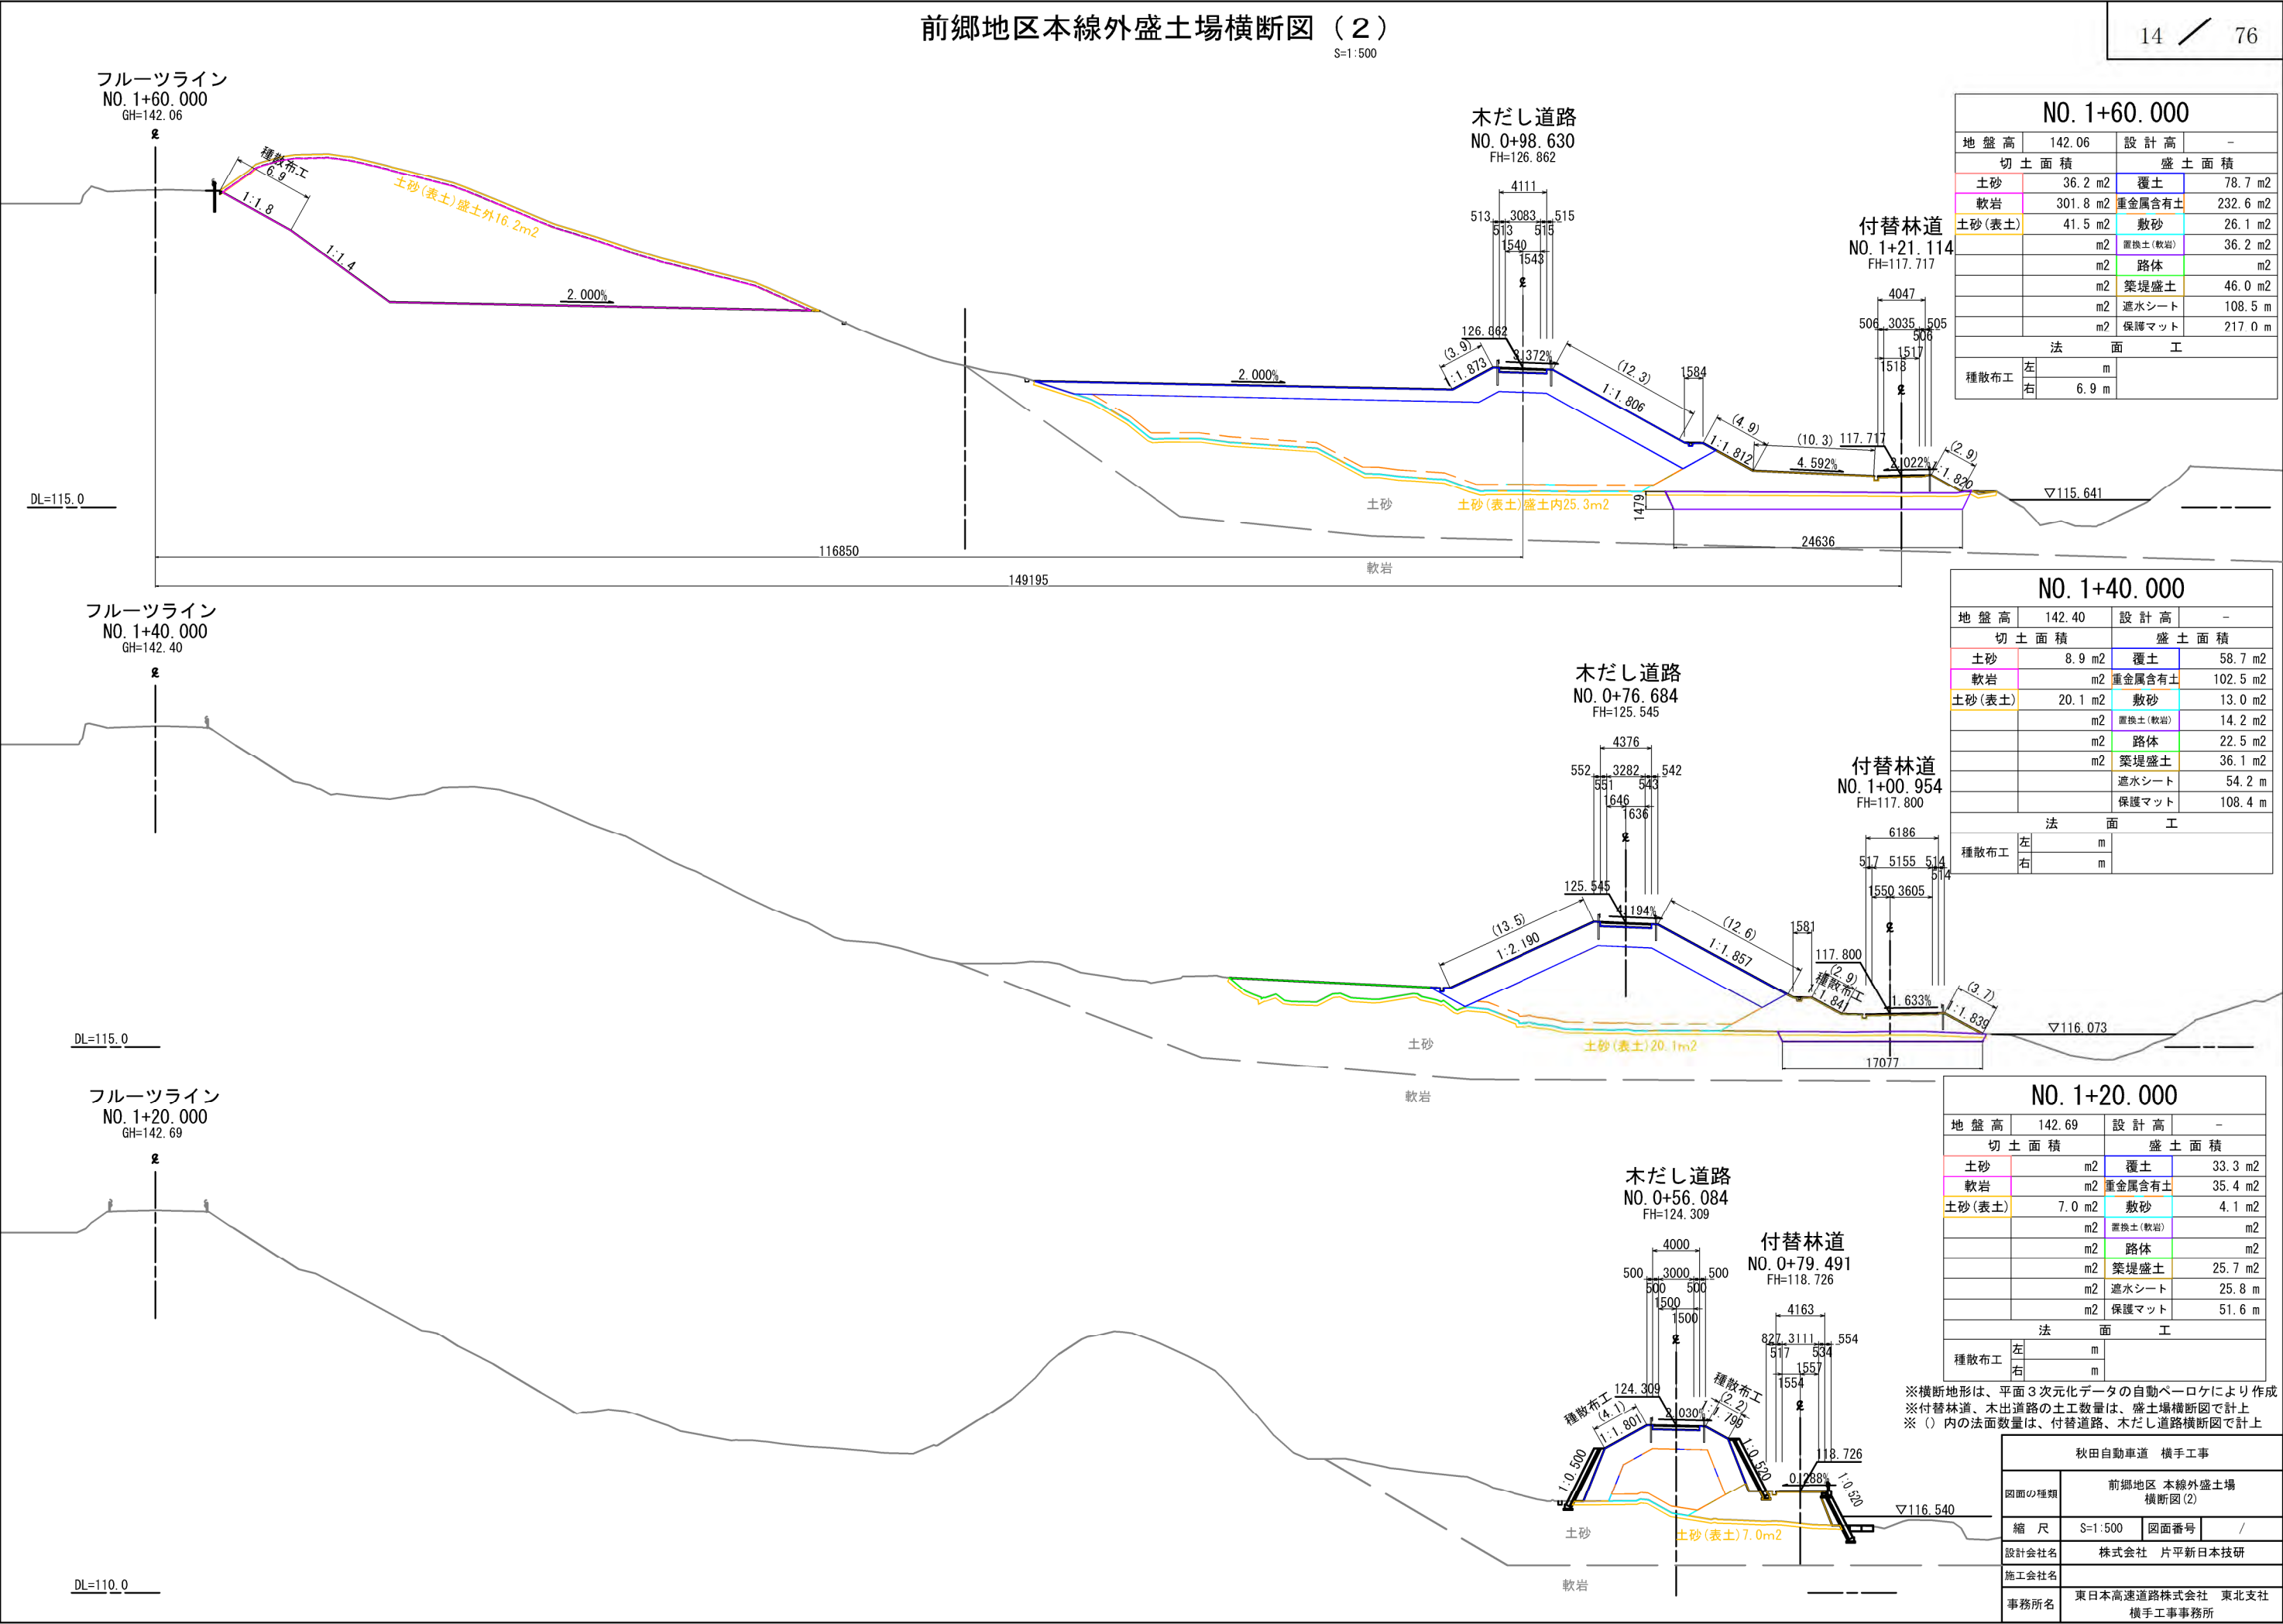 前郷地区本線外盛土場横断図（２）
S=1:500
14 ／ 76
フルーツライン
NO. 1+60. 000
GH=142. 06
種散布工
6.9
1:1.8
1:1.4
土砂(表土)盛土外16.2m2
2. 000%
2. 000%
木だし道路
NO. 0+98. 630
FH=126. 862
4111
513 3083 515
513 515
1540
1543
126. 862
3.372%
(3.9)
1:1.873
(12.3)
1:1.806
1584
(4.9)
1:1.812
(10.3)
4.592%
付替林道
NO. 1+21. 114
FH=117. 717
4047
506 3035 505
506
1517
1518
117. 717
2.022%
(2.9)
1:1.820
▽115. 641
DL=115. 0
土砂
土砂(表土)盛土内25.3m2
1479
24636
軟岩
116850
149195
NO. 1+60. 000
地 盤 高 142. 06 設 計 高 -
切 土 面 積 盛 土 面 積
土砂 36. 2 m2 覆土 78. 7 m2
軟岩 301. 8 m2 重金属含有土 232. 6 m2
土砂(表土) 41. 5 m2 敷砂 26. 1 m2
m2 置換土(軟岩) 36. 2 m2
m2 路体 m2
m2 築堤盛土 46. 0 m2
m2 遮水シート 108. 5 m
m2 保護マット 217. 0 m
法 面 工
種散布工 左 m
右 6. 9 m
フルーツライン
NO. 1+40. 000
GH=142. 40
木だし道路
NO. 0+76. 684
FH=125. 545
4376
552 3282 542
551 543
1646
1636
125. 545
4.194%
(13.5)
1:2.190
(12.6)
1:1.857
1581
付替林道
NO. 1+00. 954
FH=117. 800
6186
517 5155 514
514
1550 3605
117. 800
(2.9)
種散布工
1:1.841
1. 633%
(3.7)
1:1.839
▽116. 073
DL=115. 0
土砂
土砂(表土)20.1m2
17077
軟岩
NO. 1+40. 000
地 盤 高 142. 40 設 計 高 -
切 土 面 積 盛 土 面 積
土砂 8. 9 m2 覆土 58. 7 m2
軟岩 m2 重金属含有土 102. 5 m2
土砂(表土) 20. 1 m2 敷砂 13. 0 m2
m2 置換土(軟岩) 14. 2 m2
m2 路体 22. 5 m2
m2 築堤盛土 36. 1 m2
遮水シート 54. 2 m
保護マット 108. 4 m
法 面 工
種散布工 左 m
右 m
フルーツライン
NO. 1+20. 000
GH=142. 69
木だし道路
NO. 0+56. 084
FH=124. 309
4000
500 3000 500
500 500
1500
1500
124. 309
2.030%
種散布工
(4.1)
1:1.801
1:0.500
種散布工
(2.2)
1:1.799
1:0.520
付替林道
NO. 0+79. 491
FH=118. 726
4163
827 3111 554
517 534
1557
1554
118. 726
0.288%
1:0.520
▽116. 540
DL=110. 0
土砂
土砂(表土)7.0m2
軟岩
NO. 1+20. 000
地 盤 高 142. 69 設 計 高 -
切 土 面 積 盛 土 面 積
土砂 m2 覆土 33. 3 m2
軟岩 m2 重金属含有土 35. 4 m2
土砂(表土) 7. 0 m2 敷砂 4. 1 m2
m2 置換土(軟岩) m2
m2 路体 m2
m2 築堤盛土 25. 7 m2
m2 遮水シート 25. 8 m
m2 保護マット 51. 6 m
法 面 工
種散布工 左 m
右 m
※横断地形は、平面３次元化データの自動ペーロケにより作成
※付替林道、木出道路の土工数量は、盛土場横断図で計上
※（）内の法面数量は、付替道路、木だし道路横断図で計上
秋田自動車道 横手工事
図面の種類 前郷地区 本線外盛土場
横断図(2)
縮 尺 S=1:500 図面番号 /
設計会社名 株式会社 片平新日本技研
施工会社名
事務所名 東日本高速道路株式会社 東北支社
横手工事事務所